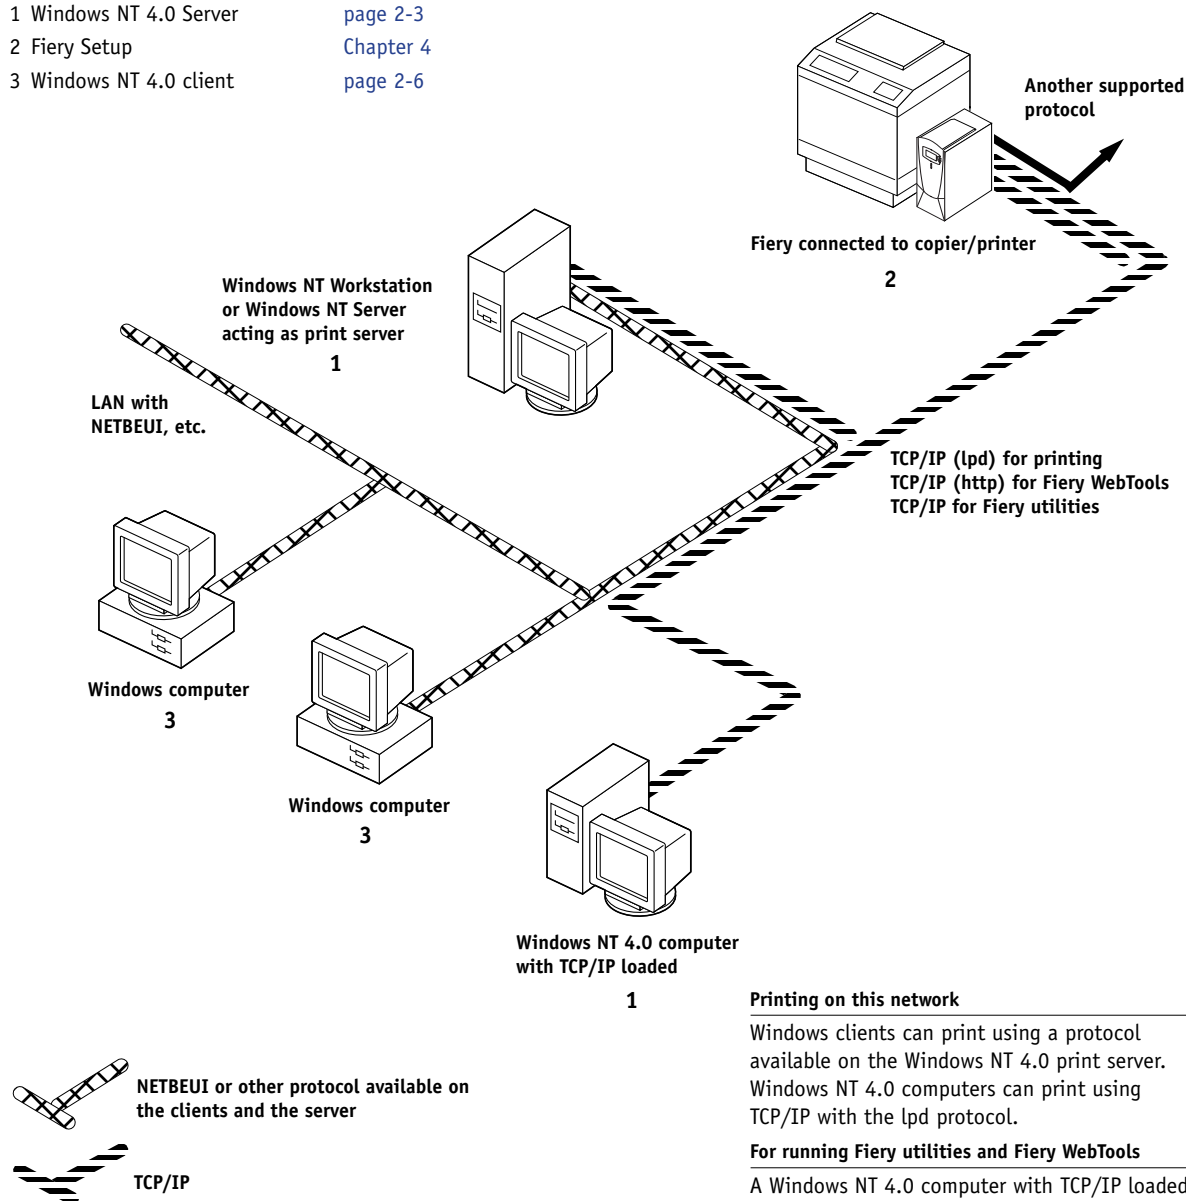 1 Windows NT 4.0 Server page 2-3
2 Fiery Setup Chapter 4
3 Windows NT 4.0 client page 2-6
Another supported
protocol
Fiery connected to copier/printer
2
Windows NT Workstation
or Windows NT Server
acting as print server
1
LAN with
NETBEUI, etc.
TCP/IP (lpd) for printing
TCP/IP (http) for Fiery WebTools
TCP/IP for Fiery utilities
Windows computer
3
Windows computer
3
Windows NT 4.0 computer
with TCP/IP loaded
1
Printing on this network
Windows clients can print using a protocol
available on the Windows NT 4.0 print server.
Windows NT 4.0 computers can print using
TCP/IP with the lpd protocol.
For running Fiery utilities and Fiery WebTools
A Windows NT 4.0 computer with TCP/IP loaded
NETBEUI or other protocol available on
the clients and the server
TCP/IP